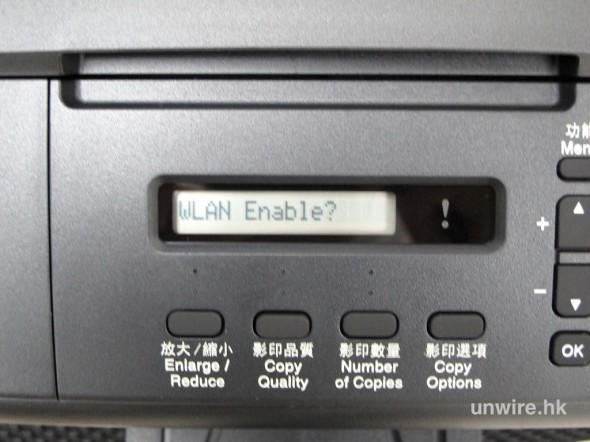 功能
WLAN Enable?
!
+
−
OK
放大/縮小
Enlarge /
Reduce
影印品質
Copy
Quality
影印數量
Number
of Copies
影印選項
Copy
Options
unwire.hk